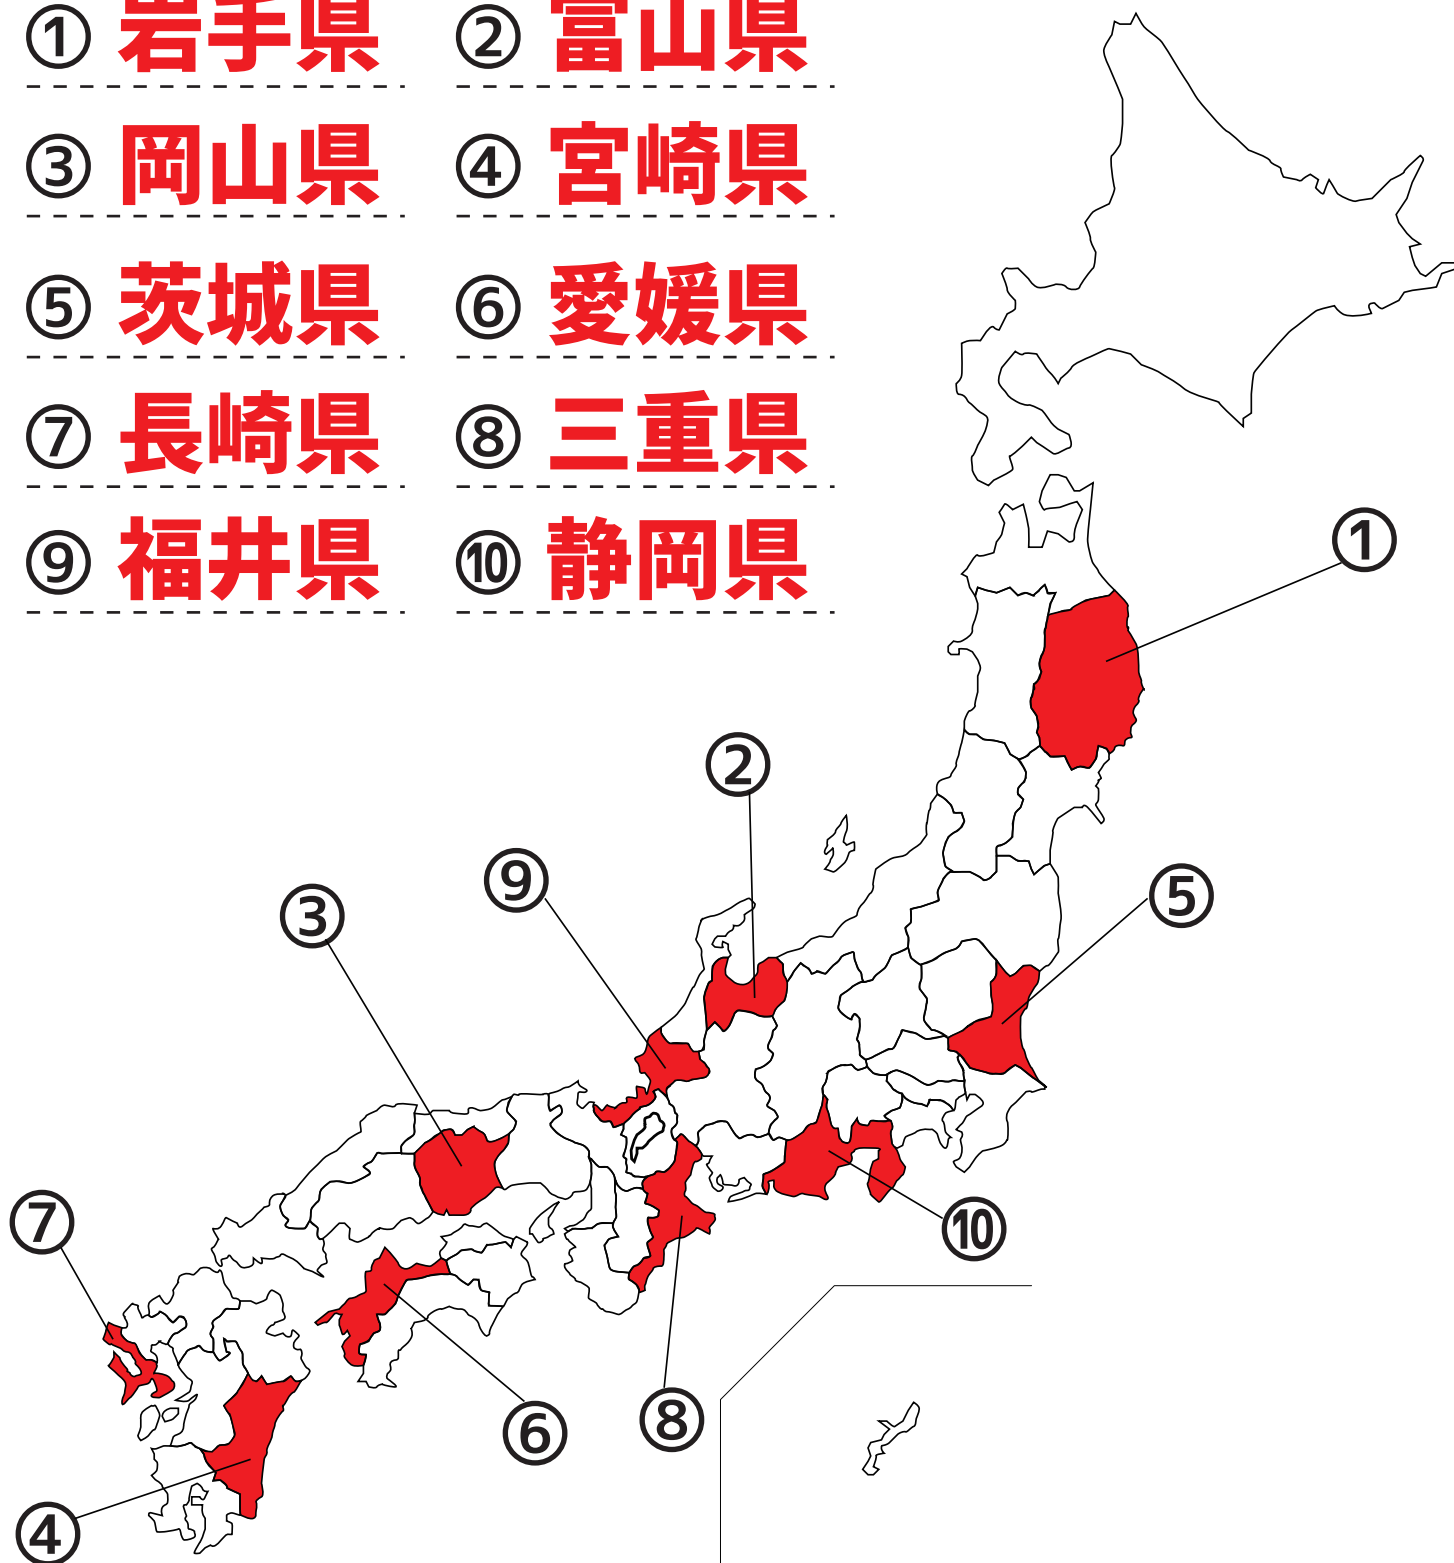 ① 岩手県 ② 富山県
③ 岡山県 ④ 宮崎県
⑤ 茨城県 ⑥ 愛媛県
⑦ 長崎県 ⑧ 三重県
⑨ 福井県 ⑩ 静岡県
①
②
⑨
⑤
③
⑦
⑩
⑧
⑥
④